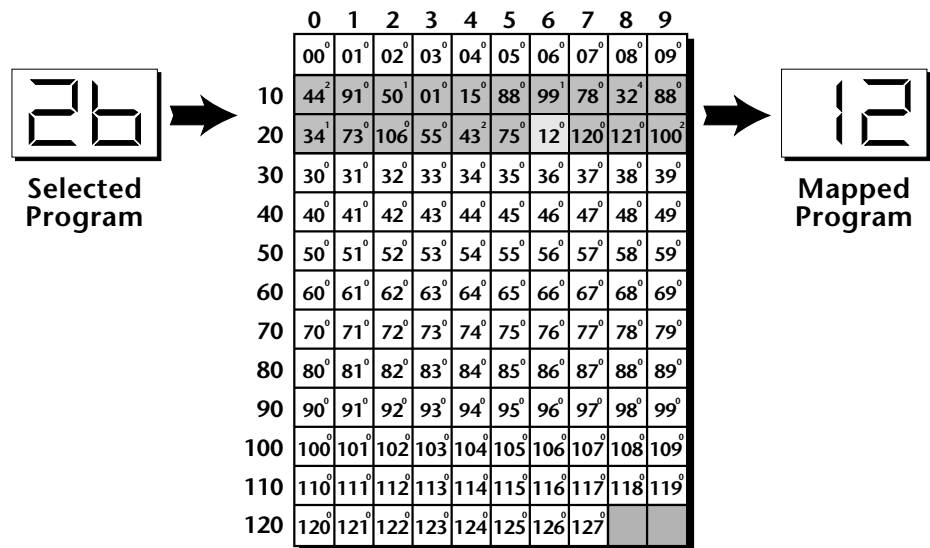 0 1 2 3 4 5 6 7 8 9
00⁰ 01⁰ 02⁰ 03⁰ 04⁰ 05⁰ 06⁰ 07⁰ 08⁰ 09⁰
10 44² 91⁰ 50¹ 01⁰ 15⁰ 88⁰ 99¹ 78⁰ 32⁴ 88⁰
26
12
20 34¹ 73⁰ 106⁰ 55⁰ 43² 75⁰ 12⁰ 120⁰ 121⁰ 100²
30 30⁰ 31⁰ 32⁰ 33⁰ 34⁰ 35⁰ 36⁰ 37⁰ 38⁰ 39⁰
Selected
Program
Mapped
Program
40 40⁰ 41⁰ 42⁰ 43⁰ 44⁰ 45⁰ 46⁰ 47⁰ 48⁰ 49⁰
50 50⁰ 51⁰ 52⁰ 53⁰ 54⁰ 55⁰ 56⁰ 57⁰ 58⁰ 59⁰
60 60⁰ 61⁰ 62⁰ 63⁰ 64⁰ 65⁰ 66⁰ 67⁰ 68⁰ 69⁰
70 70⁰ 71⁰ 72⁰ 73⁰ 74⁰ 75⁰ 76⁰ 77⁰ 78⁰ 79⁰
80 80⁰ 81⁰ 82⁰ 83⁰ 84⁰ 85⁰ 86⁰ 87⁰ 88⁰ 89⁰
90 90⁰ 91⁰ 92⁰ 93⁰ 94⁰ 95⁰ 96⁰ 97⁰ 98⁰ 99⁰
100 100⁰ 101⁰ 102⁰ 103⁰ 104⁰ 105⁰ 106⁰ 107⁰ 108⁰ 109⁰
110 110⁰ 111⁰ 112⁰ 113⁰ 114⁰ 115⁰ 116⁰ 117⁰ 118⁰ 119⁰
120 120⁰ 121⁰ 122⁰ 123⁰ 124⁰ 125⁰ 126⁰ 127⁰